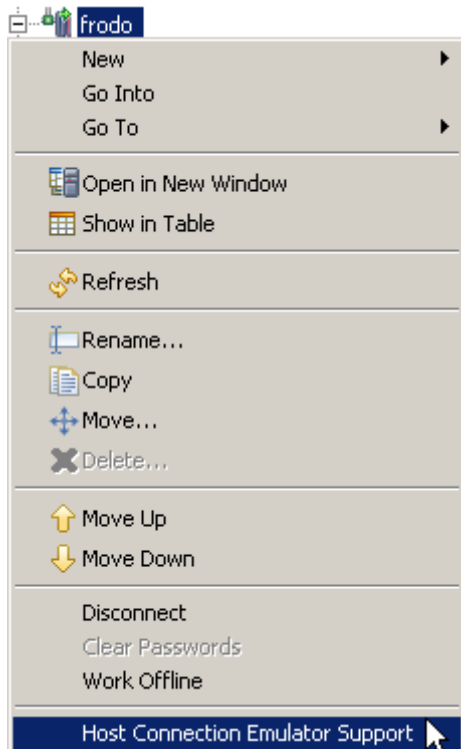 frodo
New
Go Into
Go To
Open in New Window
Show in Table
Refresh
Rename...
Copy
Move...
Delete...
Move Up
Move Down
Disconnect
Clear Passwords
Work Offline
Host Connection Emulator Support